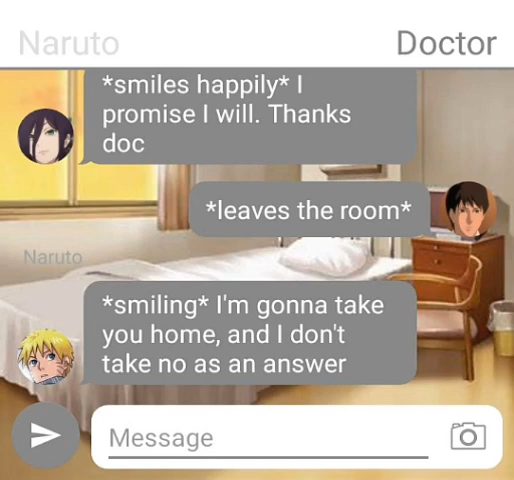 Naruto
Doctor
*smiles happily* I
promise I will. Thanks
doc
*leaves the room*
Naruto
*smiling* I'm gonna take
you home, and I don't
take no as an answer
Message